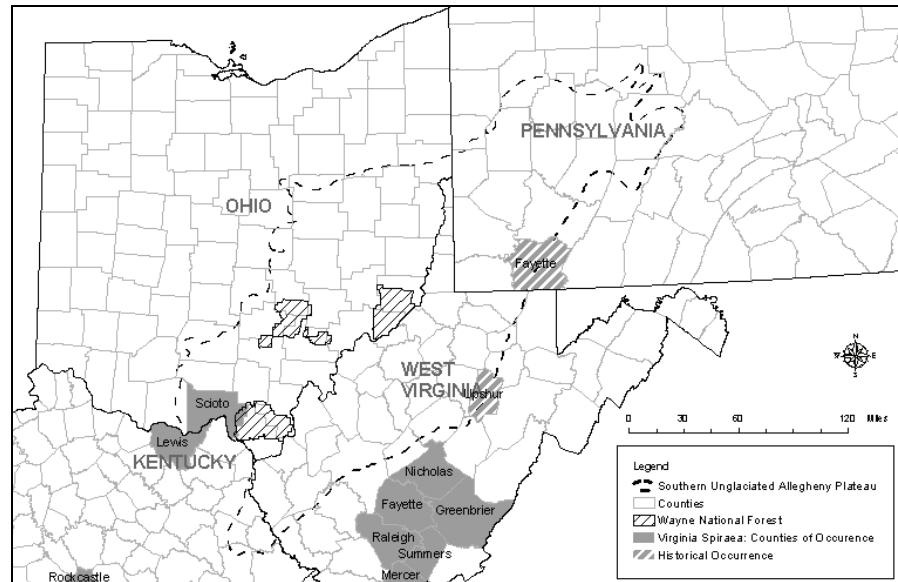 PENNSYLVANIA
OHIO
Fayette
WEST
VIRGINIA
Upshur
N
W E
S
Scioto
0 30 60 120 Miles
Lewis
KENTUCKY
Nicholas
Fayette
Greenbrier
Raleigh
Summers
Mercer
Rockcastle
Legend
Southern Unglaciated Allegheny Plateau
Counties
Wayne National Forest
Virginia Spiraea: Counties of Occurence
Historical Occurrence